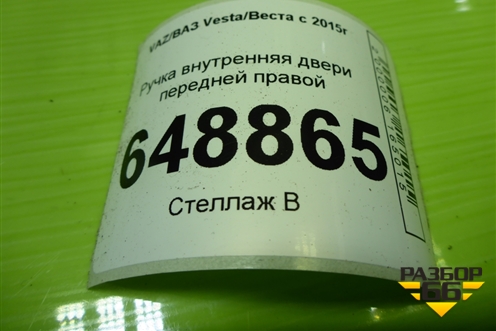 VAZ/ВАЗ Vesta/Веста с 2015г
Ручка внутренняя двери
передней правой
648865
Стеллаж В
РАЗБОР
66